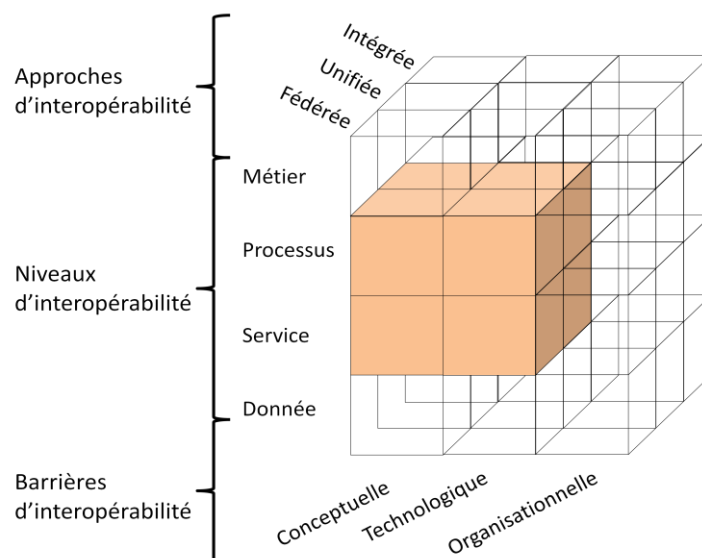 Approches
d'interopérabilité
Intégrée
Unifiée
Fédérée
Niveaux
d'interopérabilité
Métier
Processus
Service
Donnée
Barrières
d'interopérabilité
Conceptuelle
Technologique
Organisationnelle